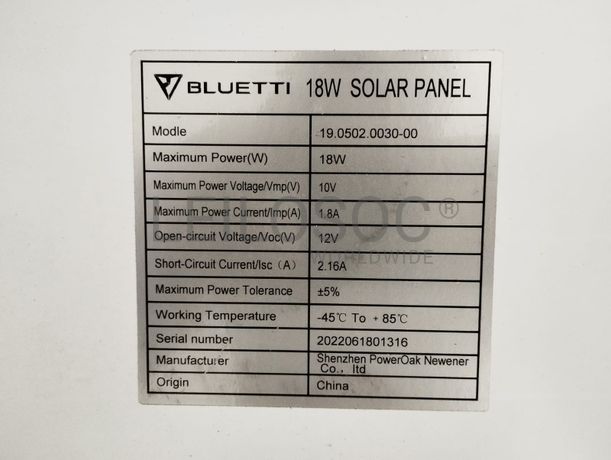 BLUETTI 18W SOLAR PANEL
Modle 19.0502.0030-00
Maximum Power(W) 18W
Maximum Power Voltage/Vmp(V) 10V
Maximum Power Current/Imp(A) 1.8A
Open-circuit Voltage/Voc(V) 12V
Short-Circuit Current/Isc（A） 2.16A
Maximum Power Tolerance ±5%
Working Temperature -45℃ To + 85℃
Serial number 2022061801316
Manufacturer Shenzhen PowerOak Newener
Co.，ltd
Origin China
LEILOSOC®
WORLDWIDE